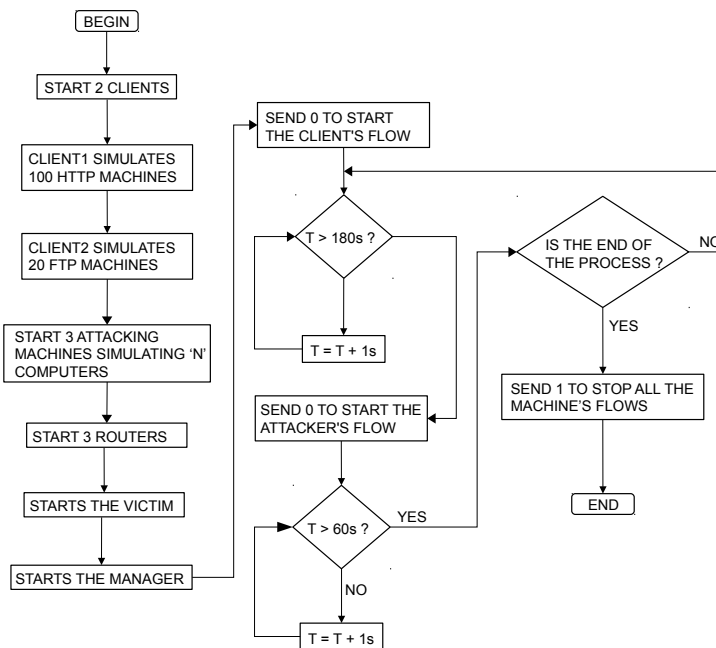 BEGIN
START 2 CLIENTS
CLIENT1 SIMULATES
100 HTTP MACHINES
CLIENT2 SIMULATES
20 FTP MACHINES
START 3 ATTACKING
MACHINES SIMULATING ‘N’
COMPUTERS
START 3 ROUTERS
STARTS THE VICTIM
STARTS THE MANAGER
SEND 0 TO START
THE CLIENT'S FLOW
T > 180s ?
T = T + 1s
SEND 0 TO START THE
ATTACKER'S FLOW
T > 60s ?
YES
NO
T = T + 1s
IS THE END OF
THE PROCESS ?
NO
YES
SEND 1 TO STOP ALL THE
MACHINE’S FLOWS
END